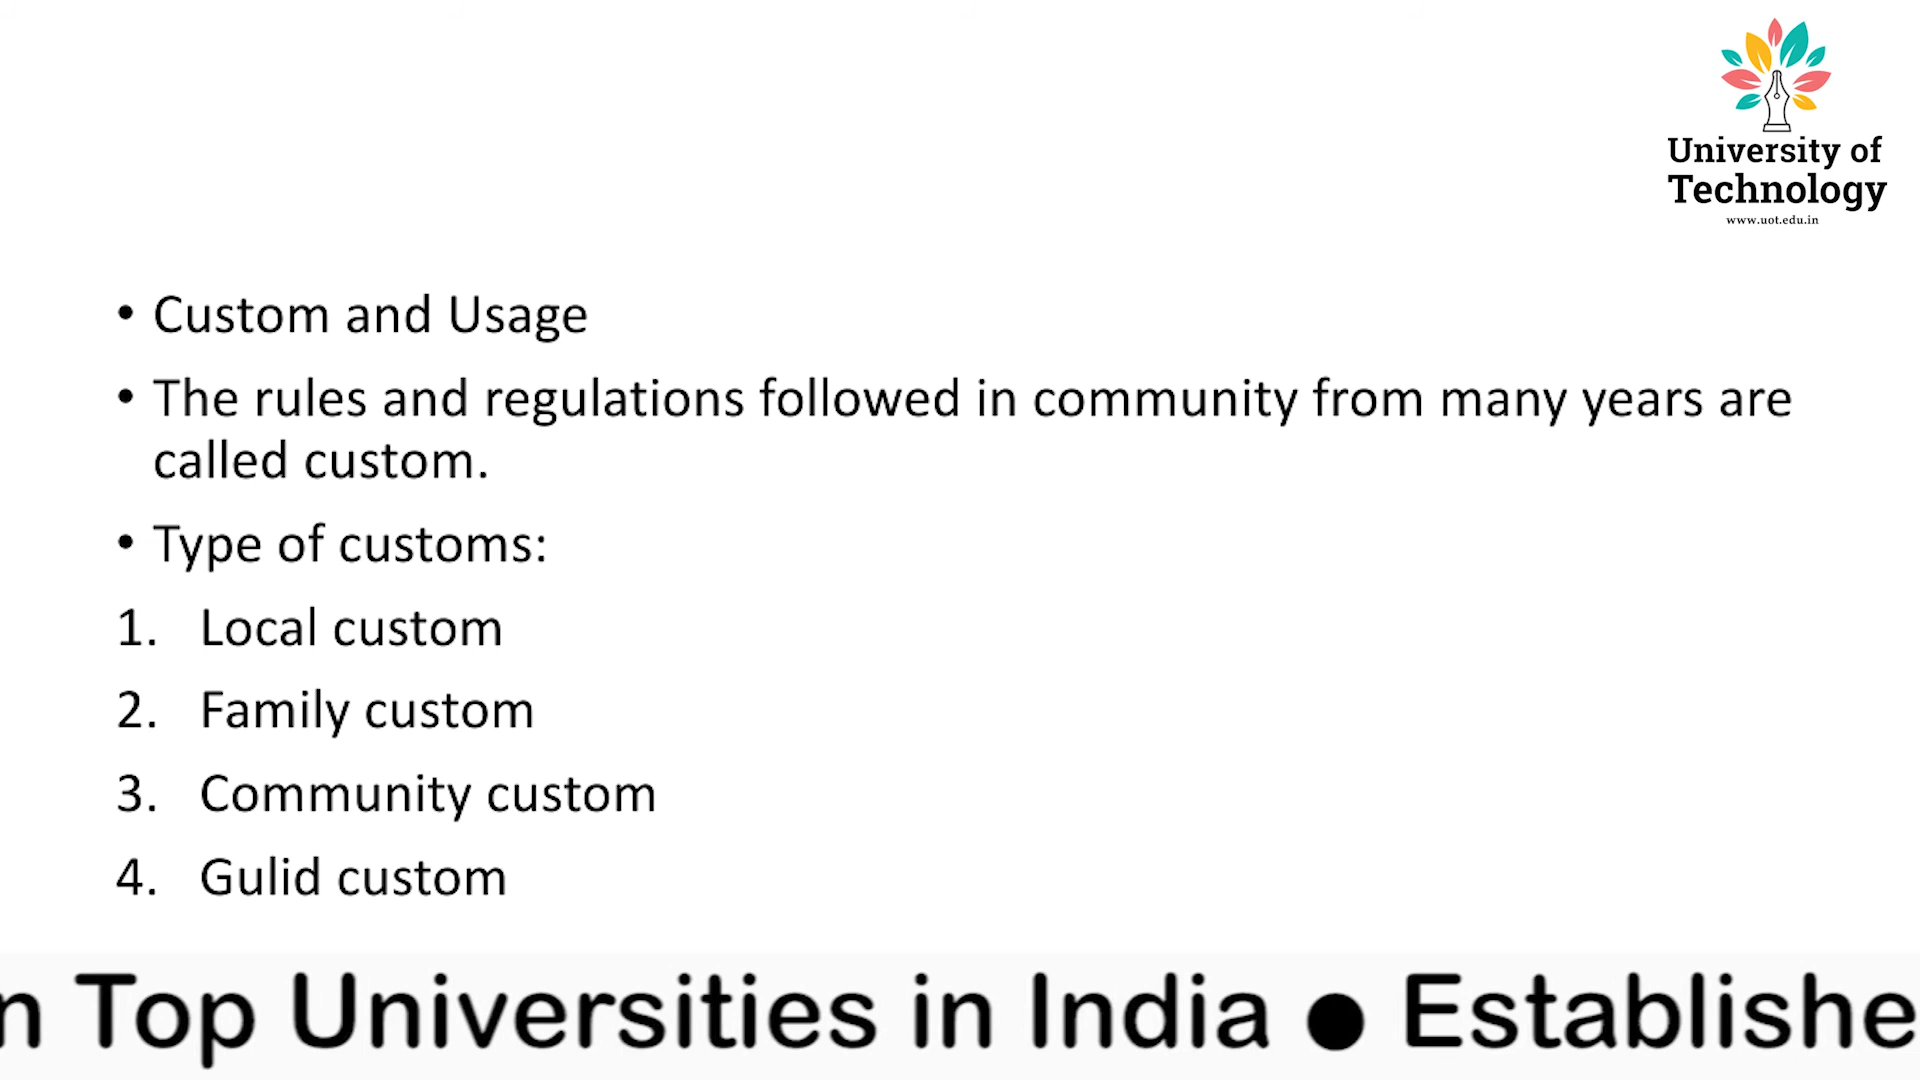 University of
Technology
www.uot.edu.in
• Custom and Usage
• The rules and regulations followed in community from many years are
called custom.
• Type of customs:
1. Local custom
2. Family custom
3. Community custom
4. Gulid custom
n Top Universities in India ● Establishe